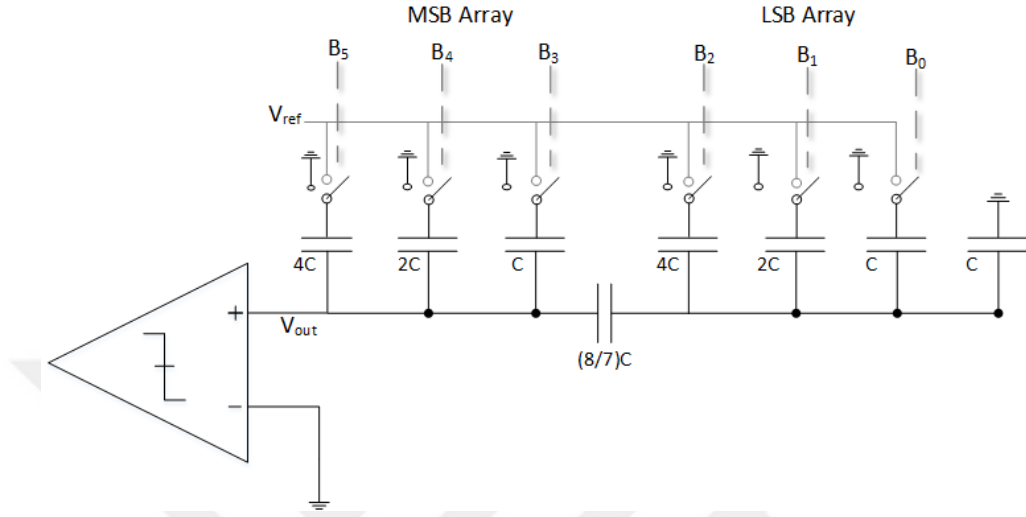 MSB Array LSB Array
B5 B4 B3 B2 B1 B0
Vref
4C 2C C 4C 2C C C
+
Vout
(8/7)C
−